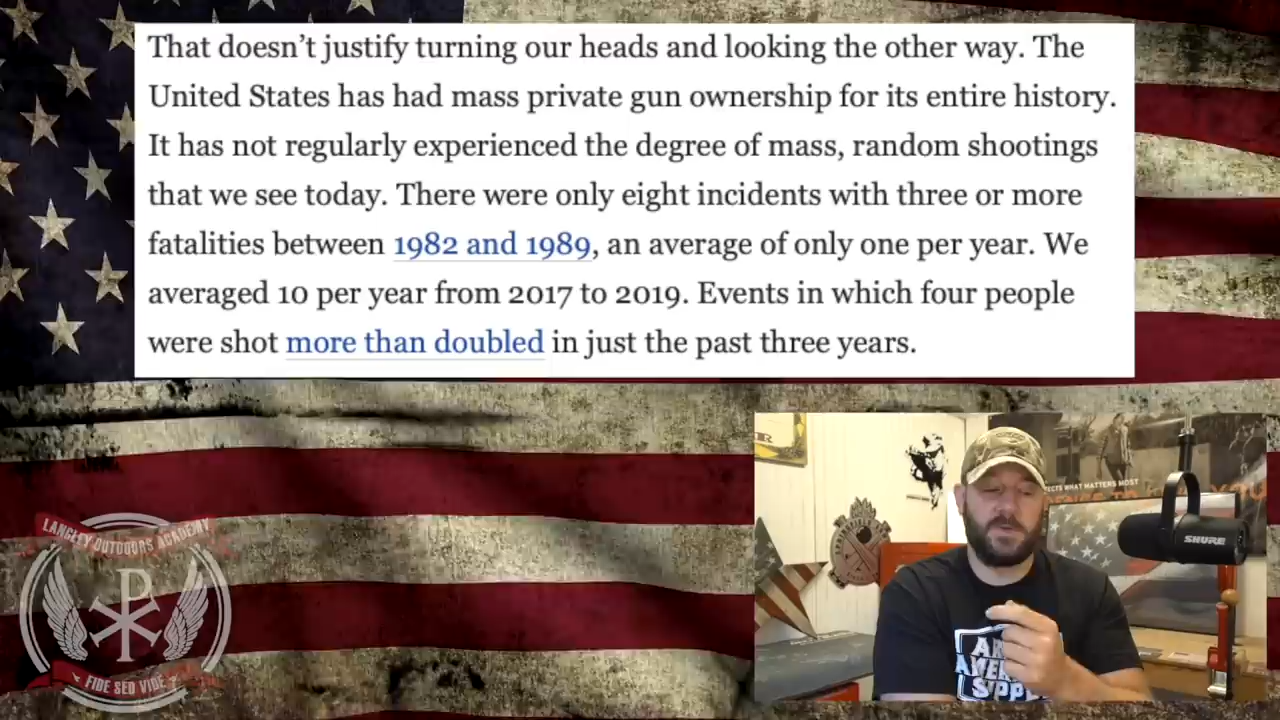 That doesn’t justify turning our heads and looking the other way. The
United States has had mass private gun ownership for its entire history.
It has not regularly experienced the degree of mass, random shootings
that we see today. There were only eight incidents with three or more
fatalities between 1982 and 1989, an average of only one per year. We
averaged 10 per year from 2017 to 2019. Events in which four people
were shot more than doubled in just the past three years.
ECTS WHAT MATTERS MOST
SHURE
LANGLEY OUTDOORS ACADEMY
FIDE SED VIDE